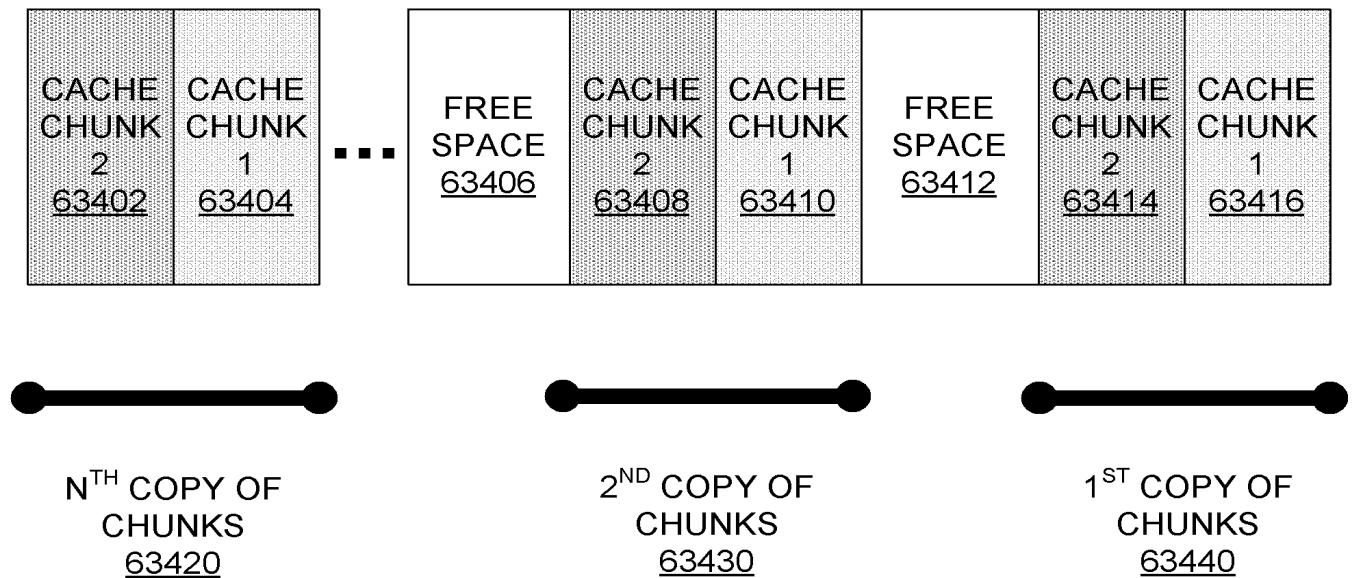 CACHE
CHUNK
2
63402
CACHE
CHUNK
1
63404
...
FREE
SPACE
63406
CACHE
CHUNK
2
63408
CACHE
CHUNK
1
63410
FREE
SPACE
63412
CACHE
CHUNK
2
63414
CACHE
CHUNK
1
63416
NTH COPY OF
CHUNKS
63420
2ND COPY OF
CHUNKS
63430
1ST COPY OF
CHUNKS
63440